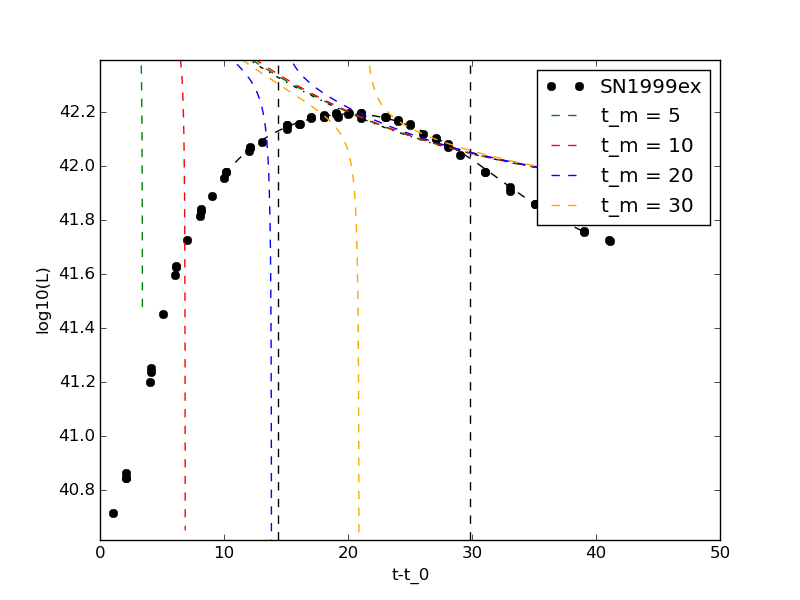 SN1999ex
t_m = 5
t_m = 10
t_m = 20
t_m = 30
42.2
42.0
41.8
41.6
41.4
41.2
41.0
40.8
log10(L)
0 10 20 30 40 50
t-t_0